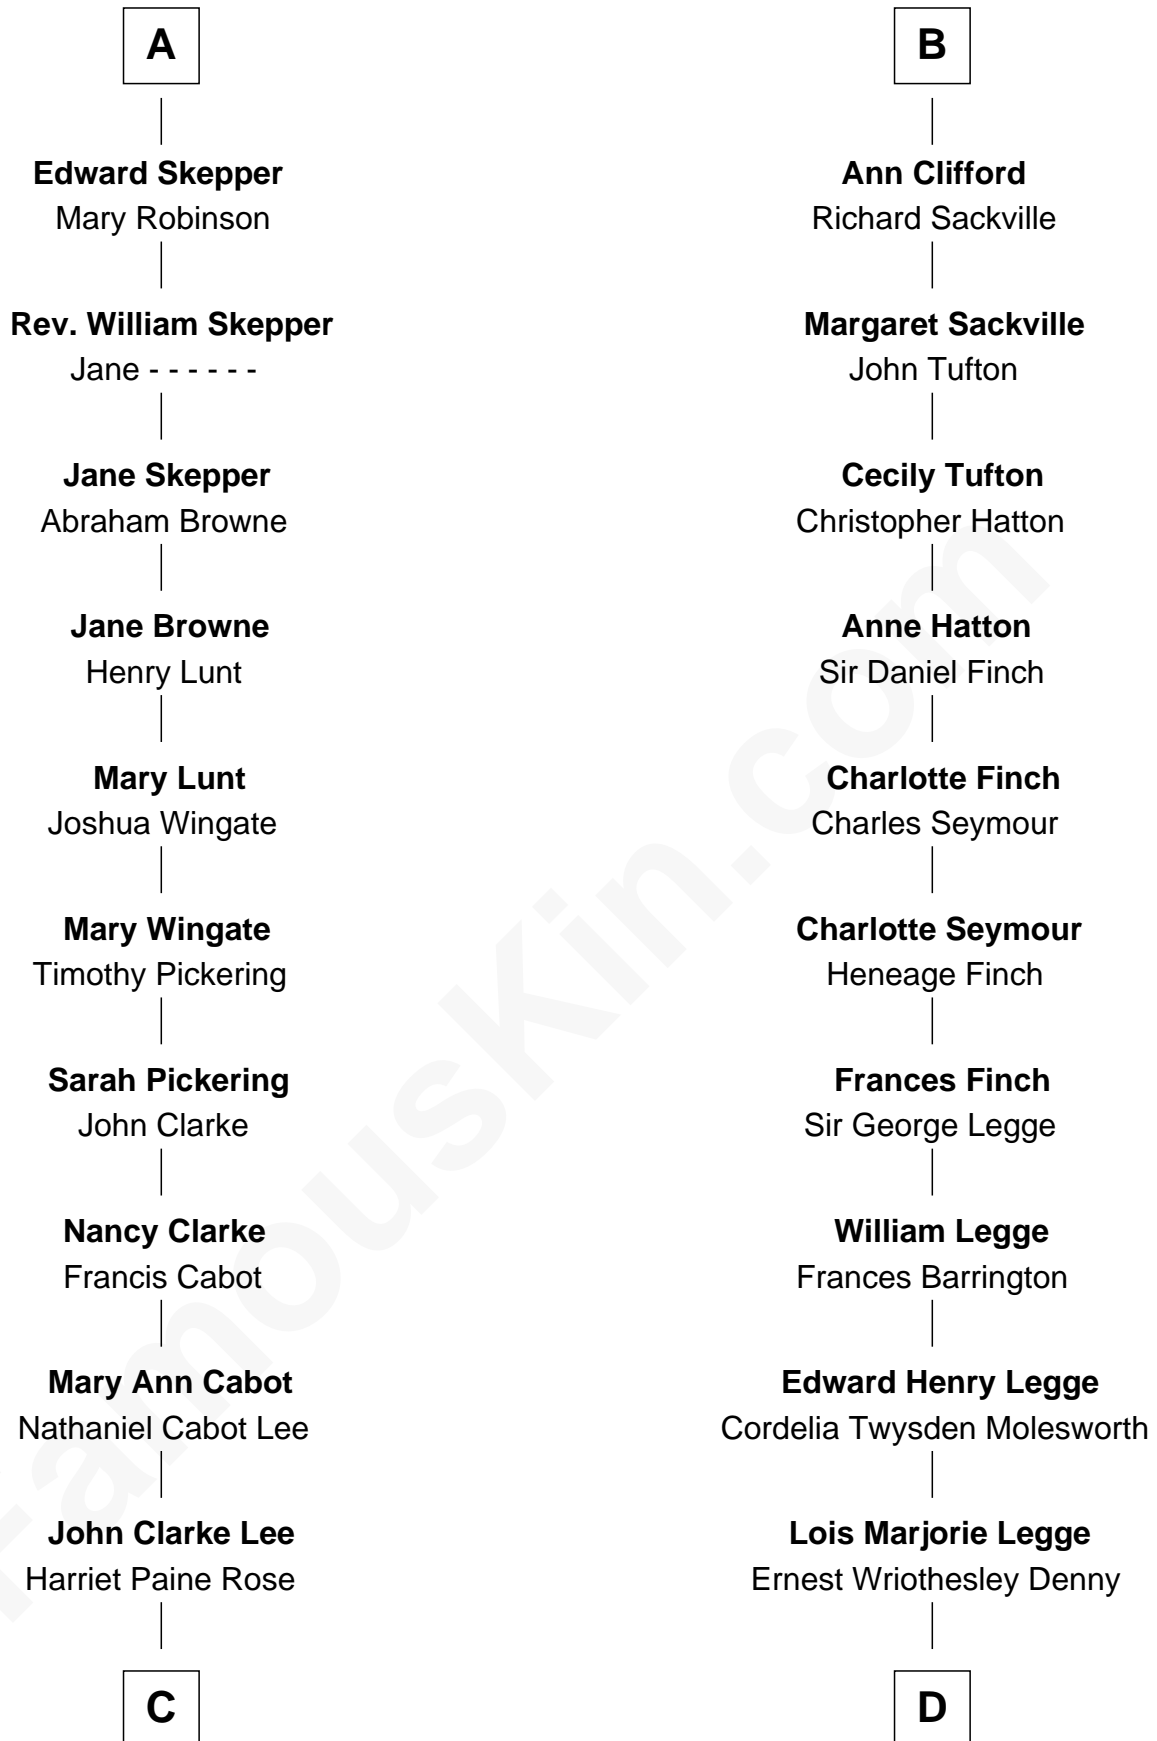 A
Edward Skepper
Mary Robinson
Rev. William Skepper
Jane - - - - - -
Jane Skepper
Abraham Browne
Jane Browne
Henry Lunt
Mary Lunt
Joshua Wingate
Mary Wingate
Timothy Pickering
Sarah Pickering
John Clarke
Nancy Clarke
Francis Cabot
Mary Ann Cabot
Nathaniel Cabot Lee
John Clarke Lee
Harriet Paine Rose
C
B
Ann Clifford
Richard Sackville
Margaret Sackville
John Tufton
Cecily Tufton
Christopher Hatton
Anne Hatton
Sir Daniel Finch
Charlotte Finch
Charles Seymour
Charlotte Seymour
Heneage Finch
Frances Finch
Sir George Legge
William Legge
Frances Barrington
Edward Henry Legge
Cordelia Twysden Molesworth
Lois Marjorie Legge
Ernest Wriothesley Denny
D
FamousKin.com